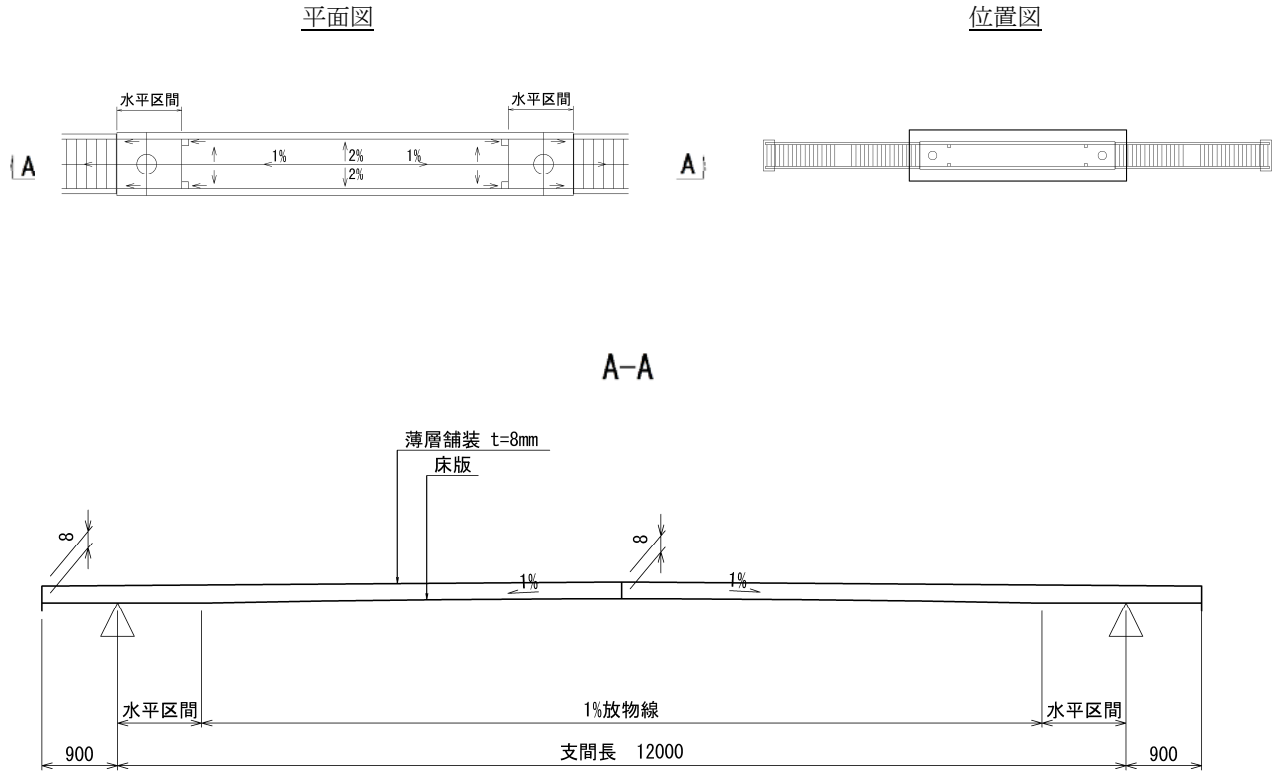 平面図
位置図
水平区間
水平区間
A
1%
2%
1%
2%
A
A-A
薄層舗装 t=8mm
床版
8
8
1%
1%
水平区間
1%放物線
水平区間
900
支間長 12000
900